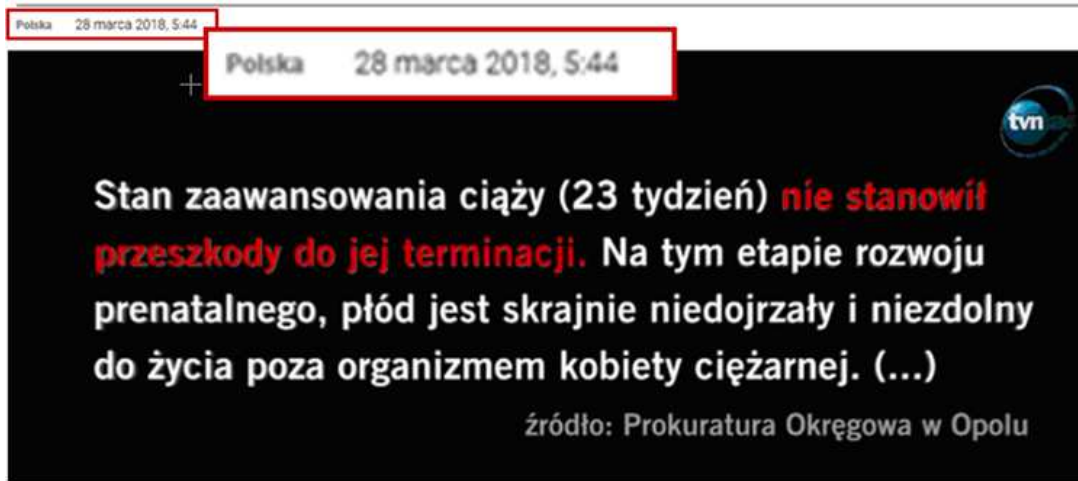 Polska 28 marca 2018, 5:44
Polska 28 marca 2018, 5:44
tvn
Stan zaawansowania ciąży (23 tydzień) nie stanowił
przeszkody do jej terminacji. Na tym etapie rozwoju
prenatalnego, płód jest skrajnie niedojrzały i niezdolny
do życia poza organizmem kobiety ciężarnej. (...)
źródło: Prokuratura Okręgowa w Opolu